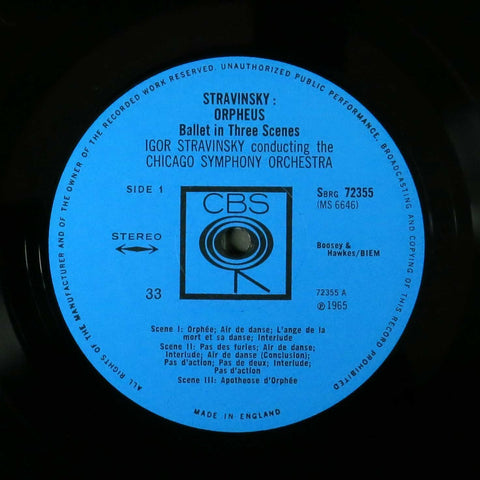 ALL RIGHTS OF THE MANUFACTURER AND OF THE OWNER OF THE RECORDED WORK RESERVED. UNAUTHORIZED PUBLIC PERFORMANCE, BROADCASTING AND COPYING OF THIS RECORD PROHIBITED
STRAVINSKY:
ORPHEUS
Ballet in Three Scenes
IGOR STRAVINSKY conducting the
CHICAGO SYMPHONY ORCHESTRA
SIDE 1
SBRG 72355
(MS 6646)
CBS
STEREO
Boosey &
Hawkes/BIEM
33
72355 A
℗ 1965
Scene I: Orphée; Air de danse; L'ange de la
mort et sa danse; Interlude
Scene II: Pas des furies; Air de danse;
Interlude; Air de danse (Conclusion);
Pas d'action; Pas de deux; Interlude;
Pas d'action
Scene III: Apotheose d'Orphée
MADE IN ENGLAND